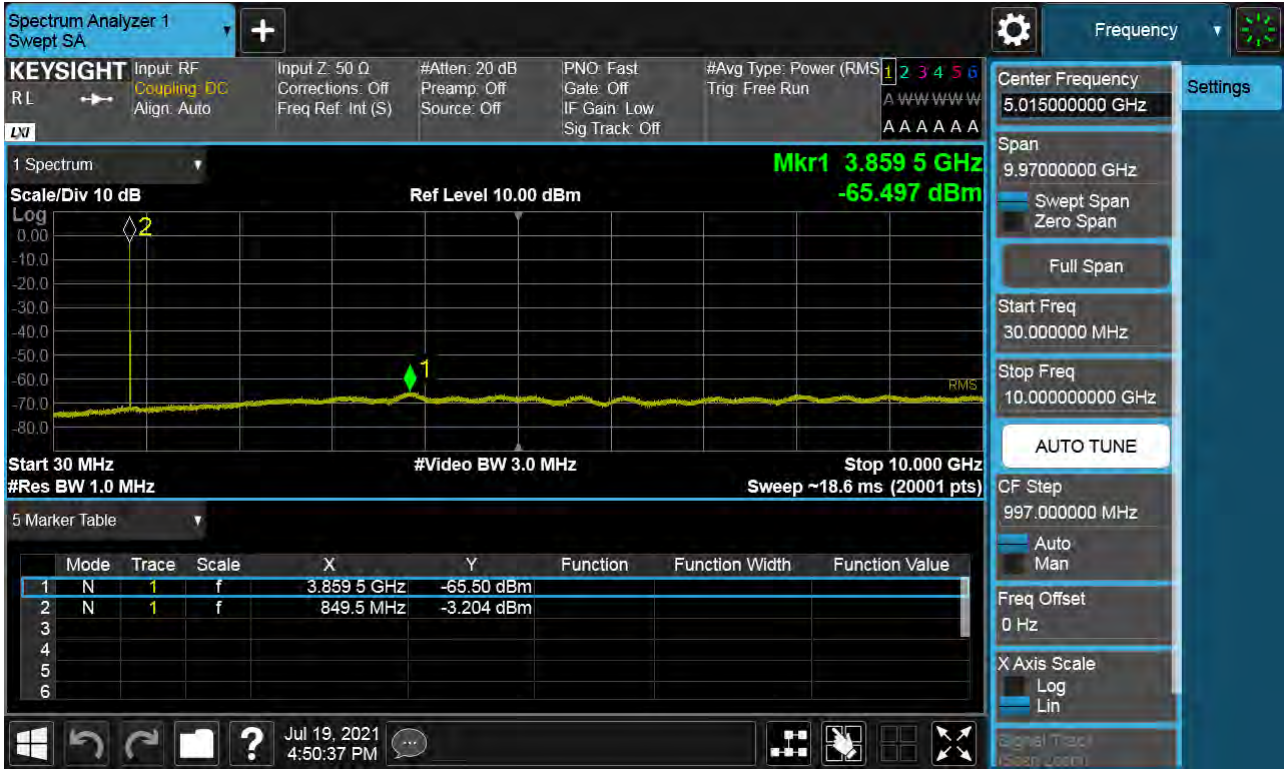 Spectrum Analyzer 1
Swept SA
+
Frequency
KEYSIGHT
RL
LXI
Input: RF
Coupling: DC
Align: Auto
Input Z: 50 Ω
Corrections: Off
Freq Ref: Int (S)
#Atten: 20 dB
Preamp: Off
Source: Off
PNO: Fast
Gate: Off
IF Gain: Low
Sig Track: Off
#Avg Type: Power (RMS
Trig: Free Run
1 2 3 4 5 6
A W W W W W
A A A A A A
1 Spectrum
Mkr1 3.859 5 GHz
Scale/Div 10 dB
Ref Level 10.00 dBm
-65.497 dBm
Log
0.00
-10.0
-20.0
-30.0
-40.0
-50.0
-60.0
-70.0
-80.0
2
1
RMS
Start 30 MHz
#Video BW 3.0 MHz
Stop 10.000 GHz
#Res BW 1.0 MHz
Sweep ~18.6 ms (20001 pts)
5 Marker Table
Mode Trace Scale X Y Function Function Width Function Value
1 N 1 f 3.859 5 GHz -65.50 dBm
2 N 1 f 849.5 MHz -3.204 dBm
3
4
5
6
Jul 19, 2021
4:50:37 PM
?
Center Frequency
5.015000000 GHz
Settings
Span
9.97000000 GHz
Swept Span
Zero Span
Full Span
Start Freq
30.000000 MHz
Stop Freq
10.000000000 GHz
AUTO TUNE
CF Step
997.000000 MHz
Auto
Man
Freq Offset
0 Hz
X Axis Scale
Log
Lin
Signal Track
(Span Zoom)